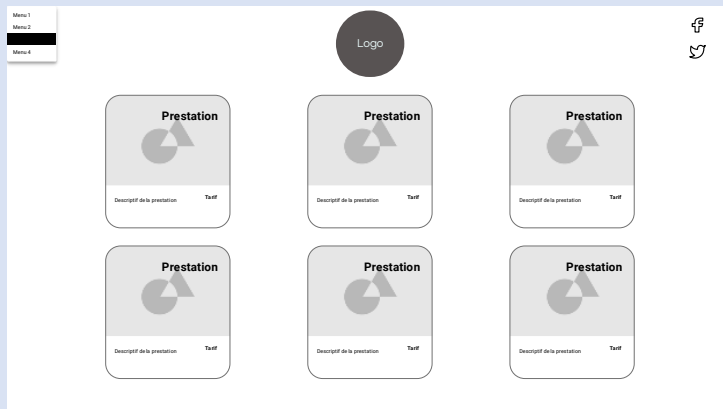 Menu 1
Menu 2
Menu 4
Logo
Prestation
Descriptif de la prestation
Tarif
Prestation
Descriptif de la prestation
Tarif
Prestation
Descriptif de la prestation
Tarif
Prestation
Descriptif de la prestation
Tarif
Prestation
Descriptif de la prestation
Tarif
Prestation
Descriptif de la prestation
Tarif